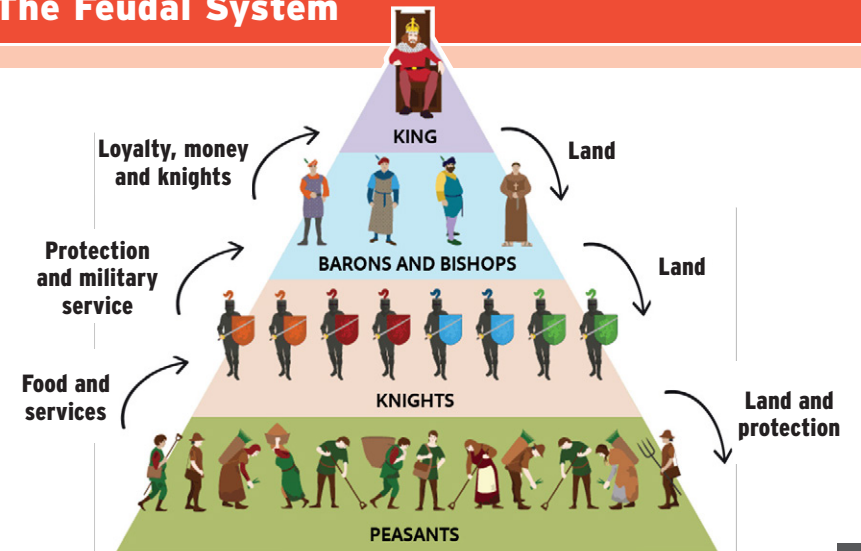 The Feudal System
KING
Loyalty, money
and knights
Land
BARONS AND BISHOPS
Protection
and military
service
Land
KNIGHTS
Food and
services
Land and
protection
PEASANTS